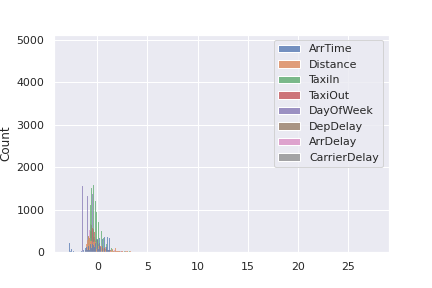 5000
4000
3000
2000
1000
0
Count
0 5 10 15 20 25
ArrTime
Distance
TaxiIn
TaxiOut
DayOfWeek
DepDelay
ArrDelay
CarrierDelay